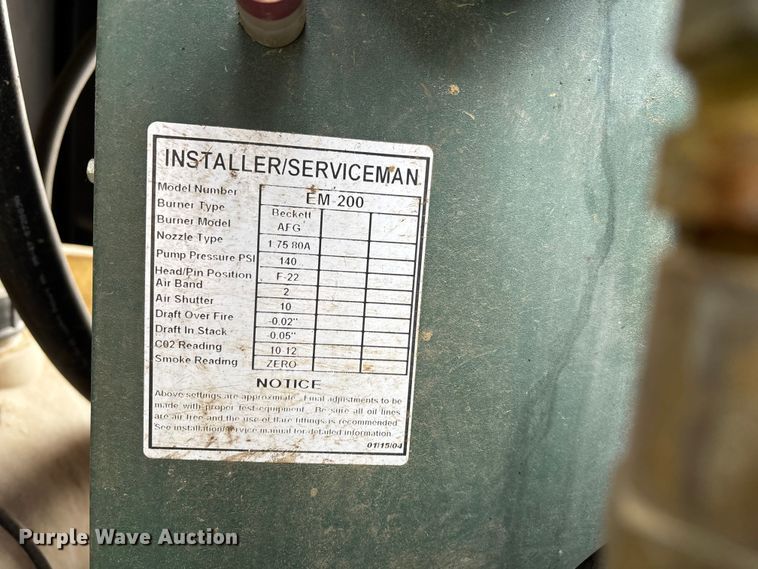 INSTALLER/SERVICEMAN
Model Number EM-200
Burner Type Beckett
Burner Model AFG
Nozzle Type 1.75 80A
Pump Pressure PSI 140
Head/Pin Position F-22
Air Band 2
Air Shutter 10
Draft Over Fire -0.02"
Draft In Stack -0.05"
C02 Reading 10-12
Smoke Reading ZERO
NOTICE
Above settings are approximate. Final adjustments to be
made with proper test equipment. Be sure all oil lines
are air free and the use of flare fittings is recommended.
See installation/service manual for detailed information.
01/15/04
Purple Wave Auction